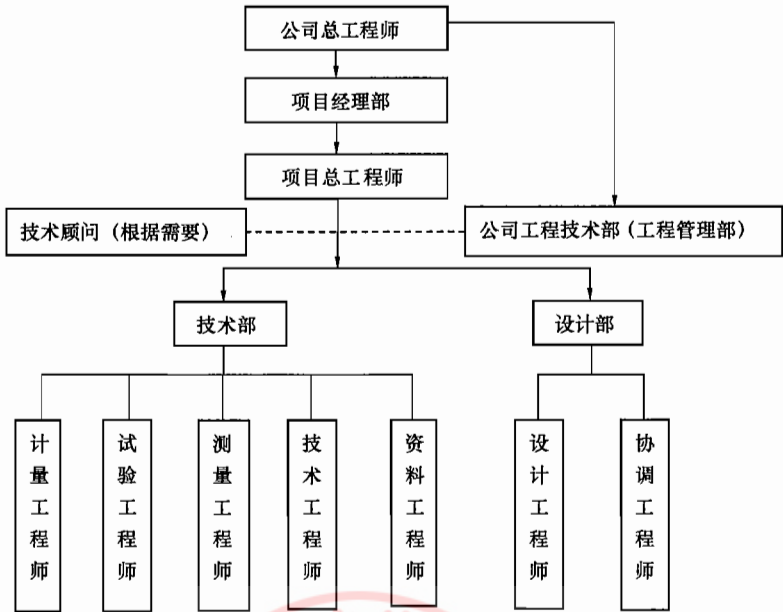 公司总工程师
项目经理部
项目总工程师
技术顾问（根据需要）
公司工程技术部（工程管理部）
技术部
设计部
计量工程师
试验工程师
测量工程师
技术工程师
资料工程师
设计工程师
协调工程师